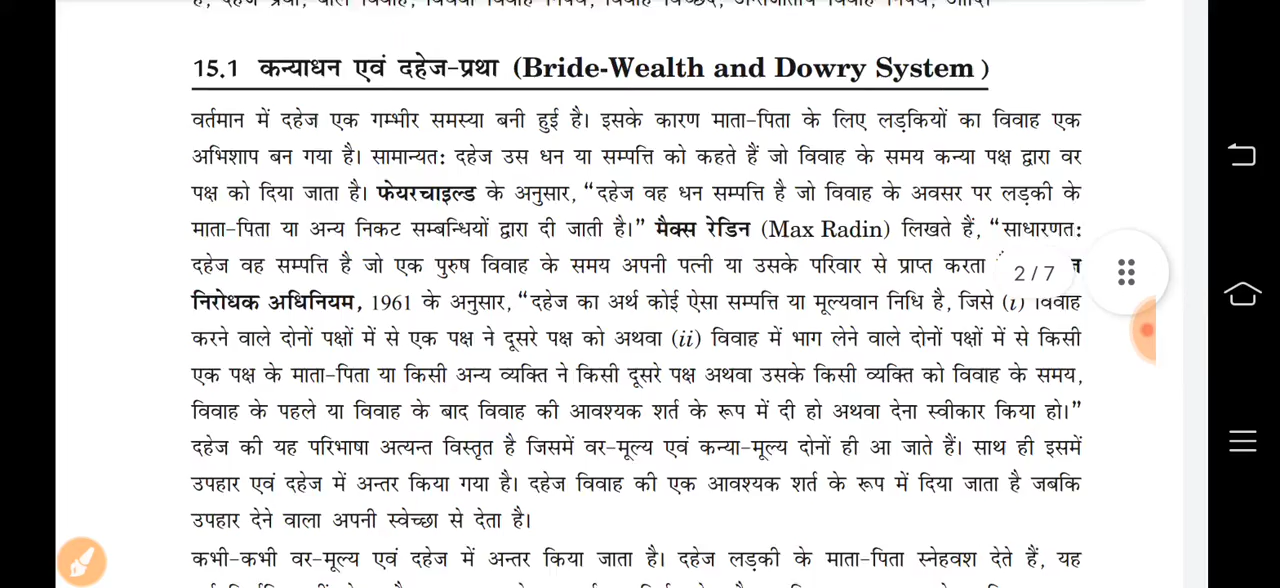 है, दहेज प्रथा, बाल विवाह, विधवा विवाह निषेध, विवाह विच्छेद, अन्तर्जातीय विवाह निषेध, आदि।
15.1 कन्याधन एवं दहेज-प्रथा (Bride-Wealth and Dowry System)
वर्तमान में दहेज एक गम्भीर समस्या बनी हुई है। इसके कारण माता-पिता के लिए लड़कियों का विवाह एक
अभिशाप बन गया है। सामान्यत: दहेज उस धन या सम्पत्ति को कहते हैं जो विवाह के समय कन्या पक्ष द्वारा वर
पक्ष को दिया जाता है। फेयरचाइल्ड के अनुसार, “दहेज वह धन सम्पत्ति है जो विवाह के अवसर पर लड़की के
माता-पिता या अन्य निकट सम्बन्धियों द्वारा दी जाती है।” मैक्स रेडिन (Max Radin) लिखते हैं, “साधारणत:
दहेज वह सम्पत्ति है जो एक पुरुष विवाह के समय अपनी पत्नी या उसके परिवार से प्राप्त करता
2/7
निरोधक अधिनियम, 1961 के अनुसार, “दहेज का अर्थ कोई ऐसा सम्पत्ति या मूल्यवान निधि है, जिसे (i) विवाह
करने वाले दोनों पक्षों में से एक पक्ष ने दूसरे पक्ष को अथवा (ii) विवाह में भाग लेने वाले दोनों पक्षों में से किसी
एक पक्ष के माता-पिता या किसी अन्य व्यक्ति ने किसी दूसरे पक्ष अथवा उसके किसी व्यक्ति को विवाह के समय,
विवाह के पहले या विवाह के बाद विवाह की आवश्यक शर्त के रूप में दी हो अथवा देना स्वीकार किया हो।”
दहेज की यह परिभाषा अत्यन्त विस्तृत है जिसमें वर-मूल्य एवं कन्या-मूल्य दोनों ही आ जाते हैं। साथ ही इसमें
उपहार एवं दहेज में अन्तर किया गया है। दहेज विवाह की एक आवश्यक शर्त के रूप में दिया जाता है जबकि
उपहार देने वाला अपनी स्वेच्छा से देता है।
कभी-कभी वर-मूल्य एवं दहेज में अन्तर किया जाता है। दहेज लड़की के माता-पिता स्नेहवश देते हैं, यह